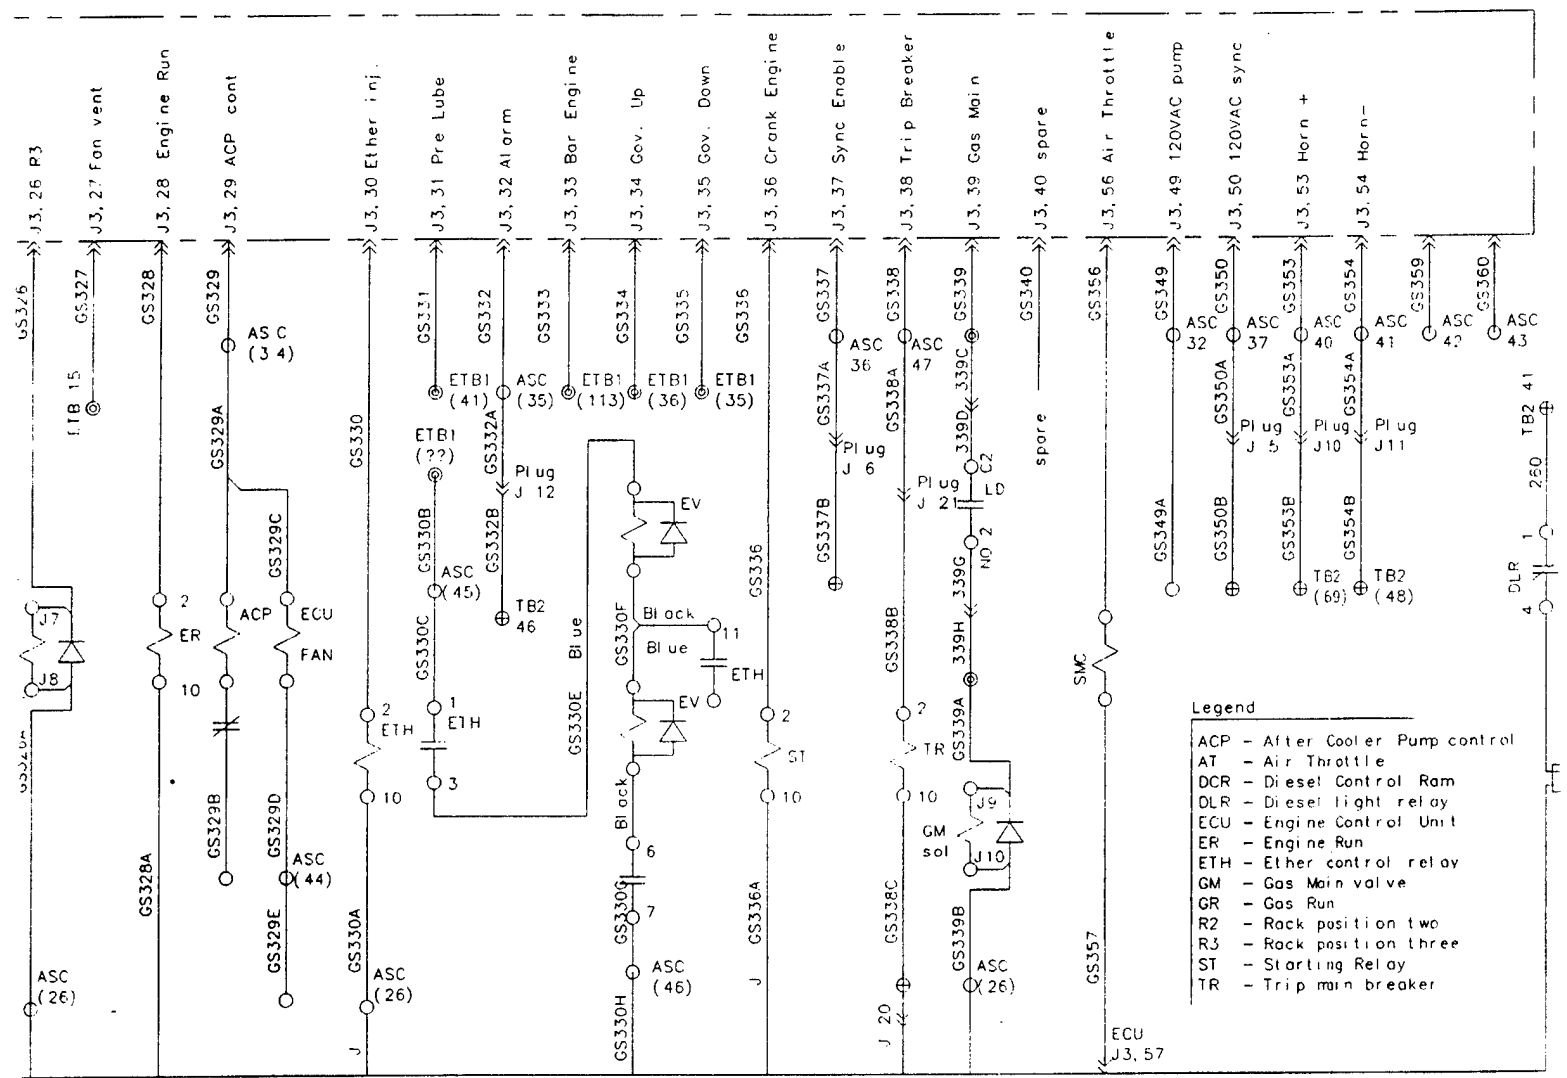 J3, 26 R3
J3, 27 Fan vent
J3, 28 Engine Run
J3, 29 ACP cont
J3, 30 Ether inj.
J3, 31 Pre Lube
J3, 32 Alarm
J3, 33 Bar Engine
J3, 34 Gov. Up
J3, 35 Gov. Down
J3, 36 Crank Engine
J3, 37 Sync Enable
J3, 38 Trip Breaker
J3, 39 Gas Main
J3, 40 spare
J3, 56 Air Throttle
J3, 49 120VAC pump
J3, 50 120VAC sync
J3, 53 Horn +
J3, 54 Horn-
GS326
GS327
GS328
GS329
GS331
GS332
GS333
GS334
GS335
GS336
GS337
GS338
GS339
GS340
GS356
GS349
GS350
GS353
GS354
GS359
GS360
ETB 15
ASC
(34)
GS329A
GS329C
GS330
ETB1
(41)
ASC
(35)
ETB1
(113)
ETB1
(36)
ETB1
(35)
ASC
36
ASC
47
ASC
32
ASC
37
ASC
40
ASC
41
ASC
42
ASC
43
ETB1
(??)
GS332A
Plug
J 12
GS332B
TB2
46
GS330B
ASC
(45)
GS330C
1
ETH
3
Blue
GS330E
EV
GS330F
Black
Blue
11
ETH
EV
Black
6
GS330G
7
ASC
(46)
GS330H
GS336
2
ST
10
GS336A
J
GS337A
Plug
J 6
GS337B
GS338A
Plug
J 21
GS338B
2
TR
10
GS338C
J 20
339C
339D
C2
LD
NO 2
339G
339H
GS339A
J9
GM
sol
J10
GS339B
ASC
(26)
spare
SMC
GS357
ECU
J3, 57
GS349A
GS350A
Plug
J 5
GS350B
GS353A
Plug
J10
GS353B
TB2
(69)
GS354A
Plug
J11
GS354B
TB2
(48)
TB2 41
260
1
DLR
4
J7
J8
ASC
(26)
2
ER
10
GS328A
ACP
GS329B
ECU
FAN
GS329D
ASC
(44)
GS329E
2
ETH
10
GS330A
ASC
(26)
J
Legend
ACP - After Cooler Pump control
AT - Air Throttle
DCR - Diesel Control Ram
DLR - Diesel light relay
ECU - Engine Control Unit
ER - Engine Run
ETH - Ether control relay
GM - Gas Main valve
GR - Gas Run
R2 - Rack position two
R3 - Rack position three
ST - Starting Relay
TR - Trip main breaker